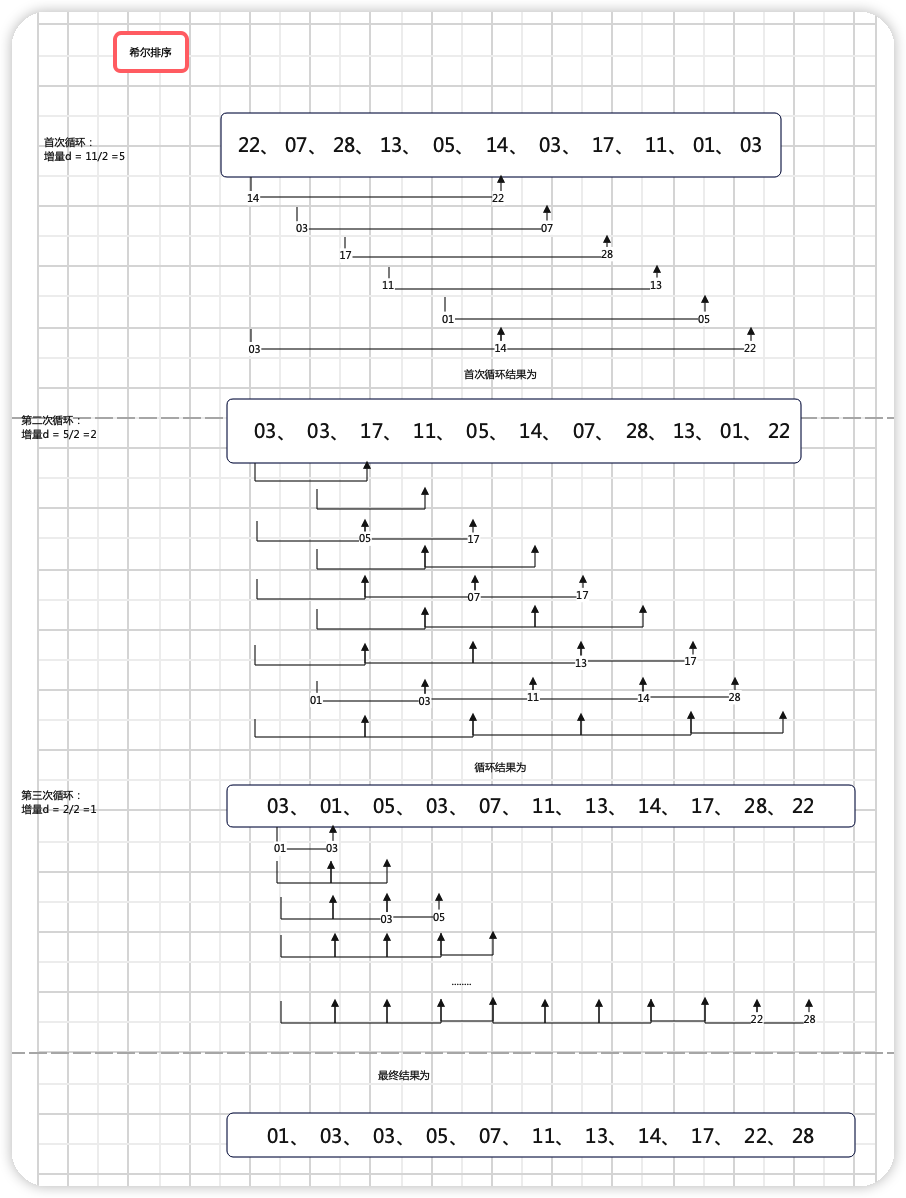 希尔排序
首次循环：
增量d = 11/2 =5
22、 07、 28、 13、 05、 14、 03、 17、 11、 01、 03
14 22
03 07
17 28
11 13
01 05
03 14 22
首次循环结果为
第二次循环：
增量d = 5/2 =2
03、 03、 17、 11、 05、 14、 07、 28、 13、 01、 22
05 17
07 17
13 17
01 03 11 14 28
循环结果为
第三次循环：
增量d = 2/2 =1
03、 01、 05、 03、 07、 11、 13、 14、 17、 28、 22
01 03
03 05
........
22 28
最终结果为
01、 03、 03、 05、 07、 11、 13、 14、 17、 22、 28